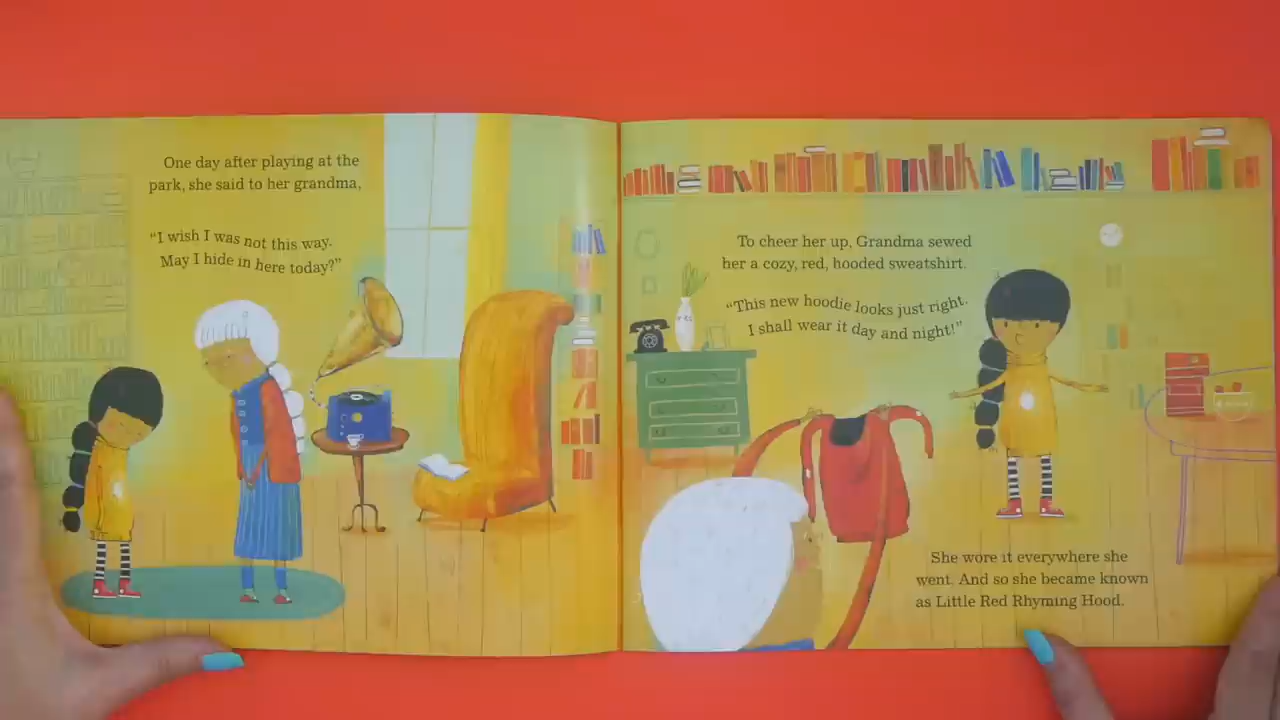 One day after playing at the
park, she said to her grandma,
“I wish I was not this way.
May I hide in here today?”
To cheer her up, Grandma sewed
her a cozy, red, hooded sweatshirt.
“This new hoodie looks just right.
I shall wear it day and night!”
She wore it everywhere she
went. And so she became known
as Little Red Rhyming Hood.